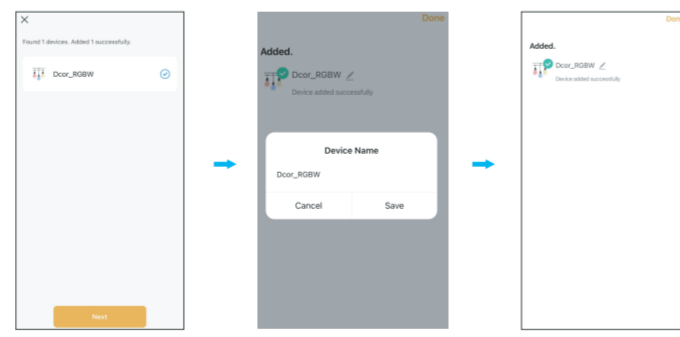 Found 1 devices. Added 1 successfully.
Dcor_RGBW
Next
Done
Added.
Dcor_RGBW
Device added successfully
Device Name
Dcor_RGBW
Cancel
Save
Don
Added.
Dcor_RGBW
Device added successfully